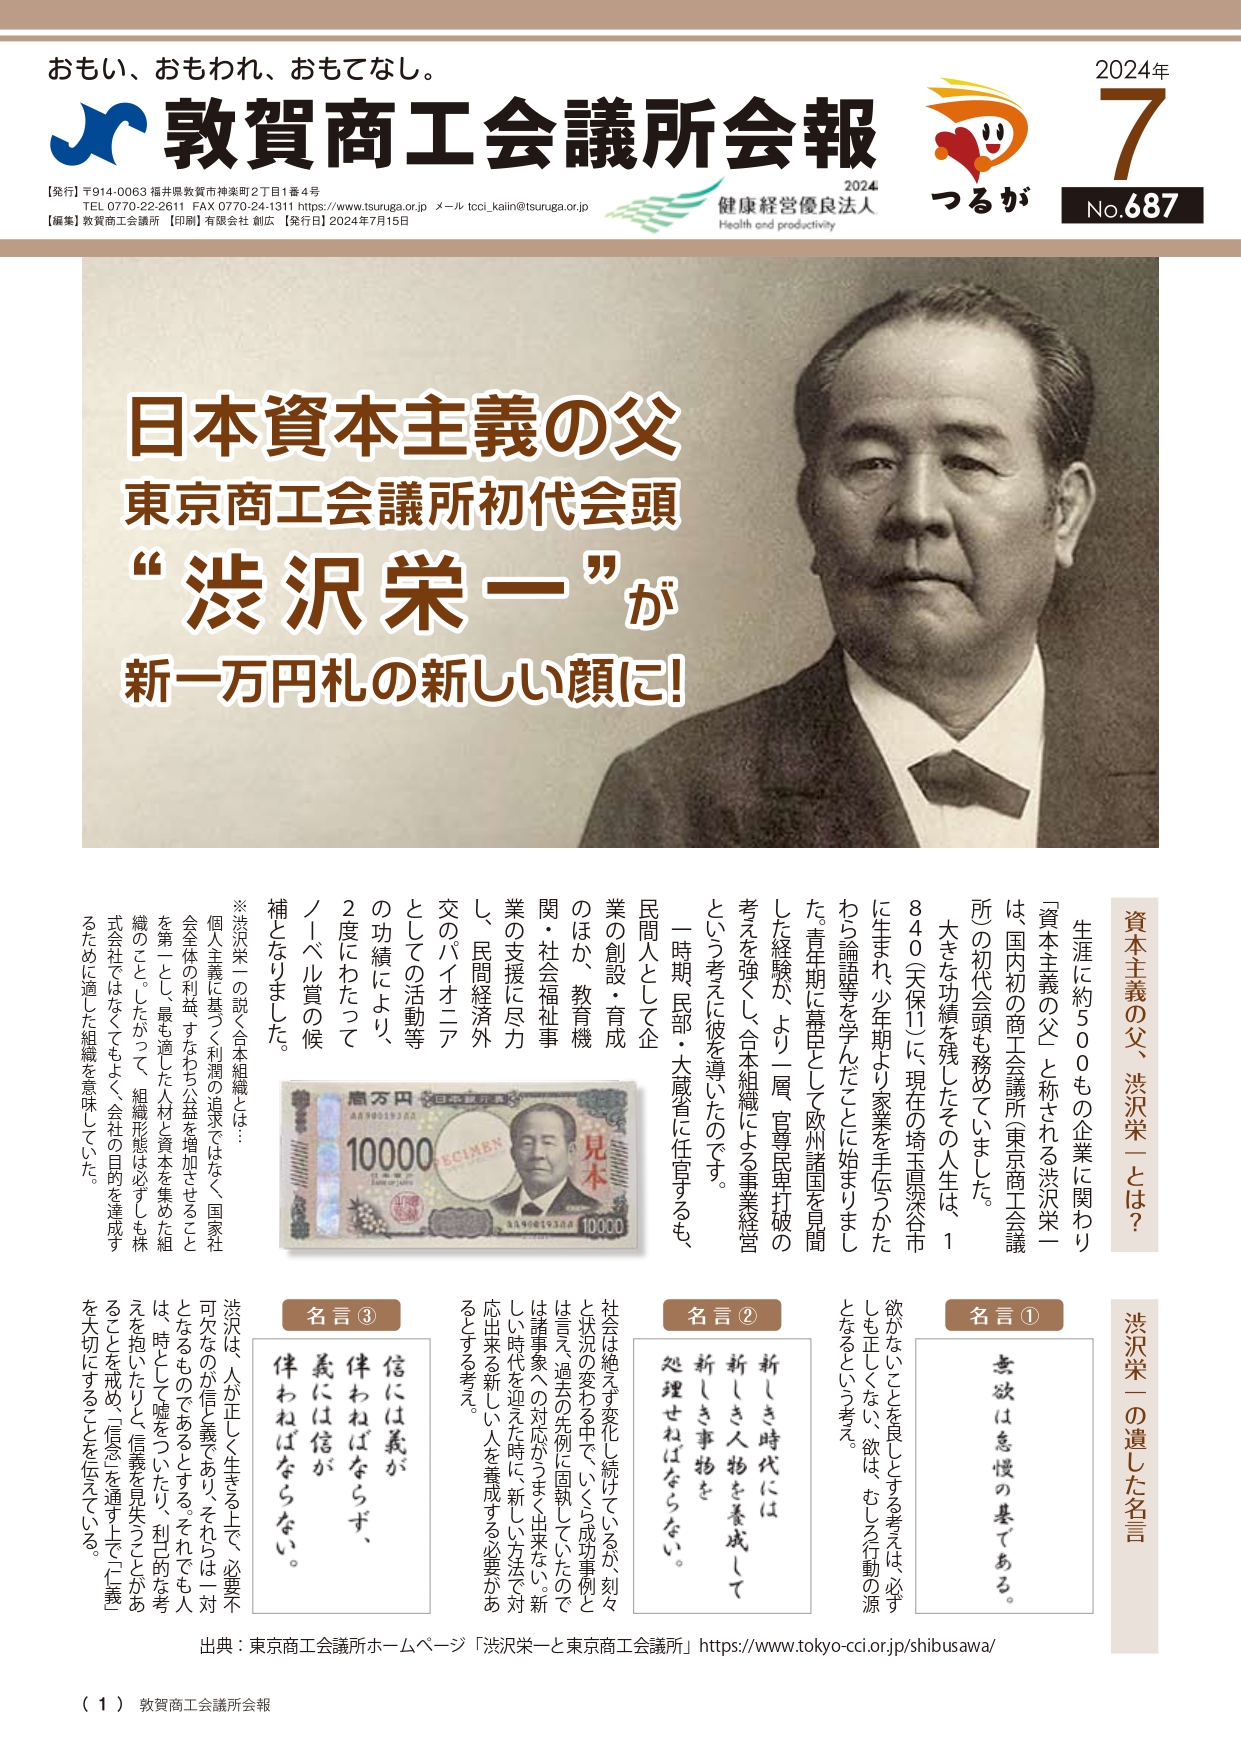 おもい、おもわれ、おもてなし。
敦賀商工会議所会報
【発行】〒914-0063 福井県敦賀市神楽町2丁目1番4号
TEL 0770-22-2611 FAX 0770-24-1311 https://www.tsuruga.or.jp メール tcci_kaiin@tsuruga.or.jp
【編集】敦賀商工会議所 【印刷】有限会社 創広 【発行日】2024年7月15日
2024
健康経営優良法人
Health and productivity
つるが
2024年
7
No.687
日本資本主義の父
東京商工会議所初代会頭
“渋沢栄一”が
新一万円札の新しい顔に!
資本主義の父、渋沢栄一とは?
生涯に約500もの企業に関わり
「資本主義の父」と称される渋沢栄一
は、国内初の商工会議所(東京商工会議
所)の初代会頭も務めていました。
大きな功績を残したその人生は、1
840(天保11)に、現在の埼玉県深谷市
に生まれ、少年期より家業を手伝うかた
わら論語等を学んだことに始まりまし
た。青年期に幕臣として欧州諸国を見聞
した経験が、より一層、官尊民卑打破の
考えを強くし、合本組織による事業経営
という考えに彼を導いたのです。
一時期、民部・大蔵省に任官するも、
民間人として企
業の創設・育成
のほか、教育機
関・社会福祉事
業の支援に尽力
し、民間経済外
交のパイオニア
としての活動等
の功績により、
2度にわたって
ノーベル賞の候
補となりました。
壱万円
日本銀行券
10000
SPECIMEN
見本
10000
※渋沢栄一の説く合本組織とは…
個人主義に基づく利潤の追求ではなく、国家社
会全体の利益、すなわち公益を増加させること
を第一とし、最も適した人材と資本を集めた組
織のこと。したがって、組織形態は必ずしも株
式会社ではなくてもよく、会社の目的を達成す
るために適した組織を意味していた。
渋沢栄一の遺した名言
名言①
無欲は怠慢の基である。
欲がないことを良しとする考えは、必ず
しも正しくない、欲は、むしろ行動の源
となるという考え。
名言②
新しき時代には
新しき人物を養成して
新しき事物を
処理せねばならない。
社会は絶えず変化し続けているが、刻々
と状況の変わる中で、いくら成功事例と
は言え、過去の先例に固執していたので
は諸事象への対応がうまく出来ない。新
しい時代を迎えた時に、新しい方法で対
応出来る新しい人を養成する必要があ
るとする考え。
名言③
信には義が
伴わねばならず、
義には信が
伴わねばならない。
渋沢は、人が正しく生きる上で、必要不
可欠なのが信と義であり、それらは一対
となるものであるとする。それでも人
は、時として嘘をついたり、利己的な考
えを抱いたりと、信義を見失うことがあ
ることを戒め、「信念」を通す上で「仁義」
を大切にすることを伝えている。
出典:東京商工会議所ホームページ「渋沢栄一と東京商工会議所」https://www.tokyo-cci.or.jp/shibusawa/
( 1 ) 敦賀商工会議所会報